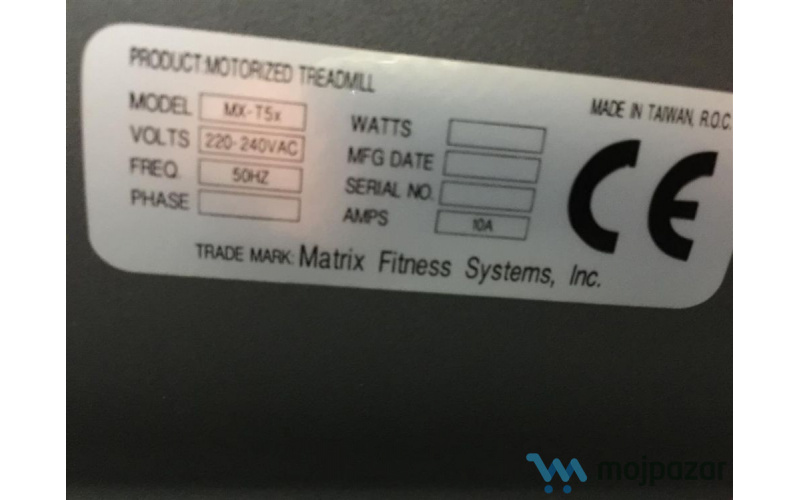 PRODUCT:MOTORIZED TREADMILL
MADE IN TAIWAN, R.O.C.
MODEL MX-T5x
VOLTS 220-240VAC
FREQ. 50HZ
PHASE
WATTS
MFG DATE
SERIAL NO.
AMPS 10A
CE
TRADE MARK: Matrix Fitness Systems, Inc.
mojpazar